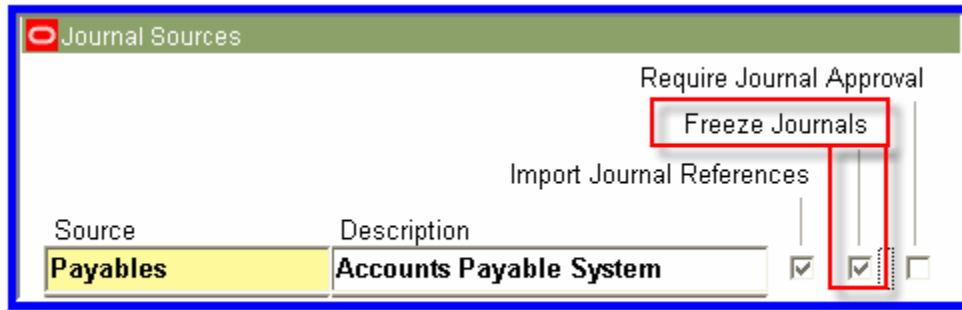 Journal Sources
Require Journal Approval
Freeze Journals
Import Journal References
Source Description
Payables Accounts Payable System